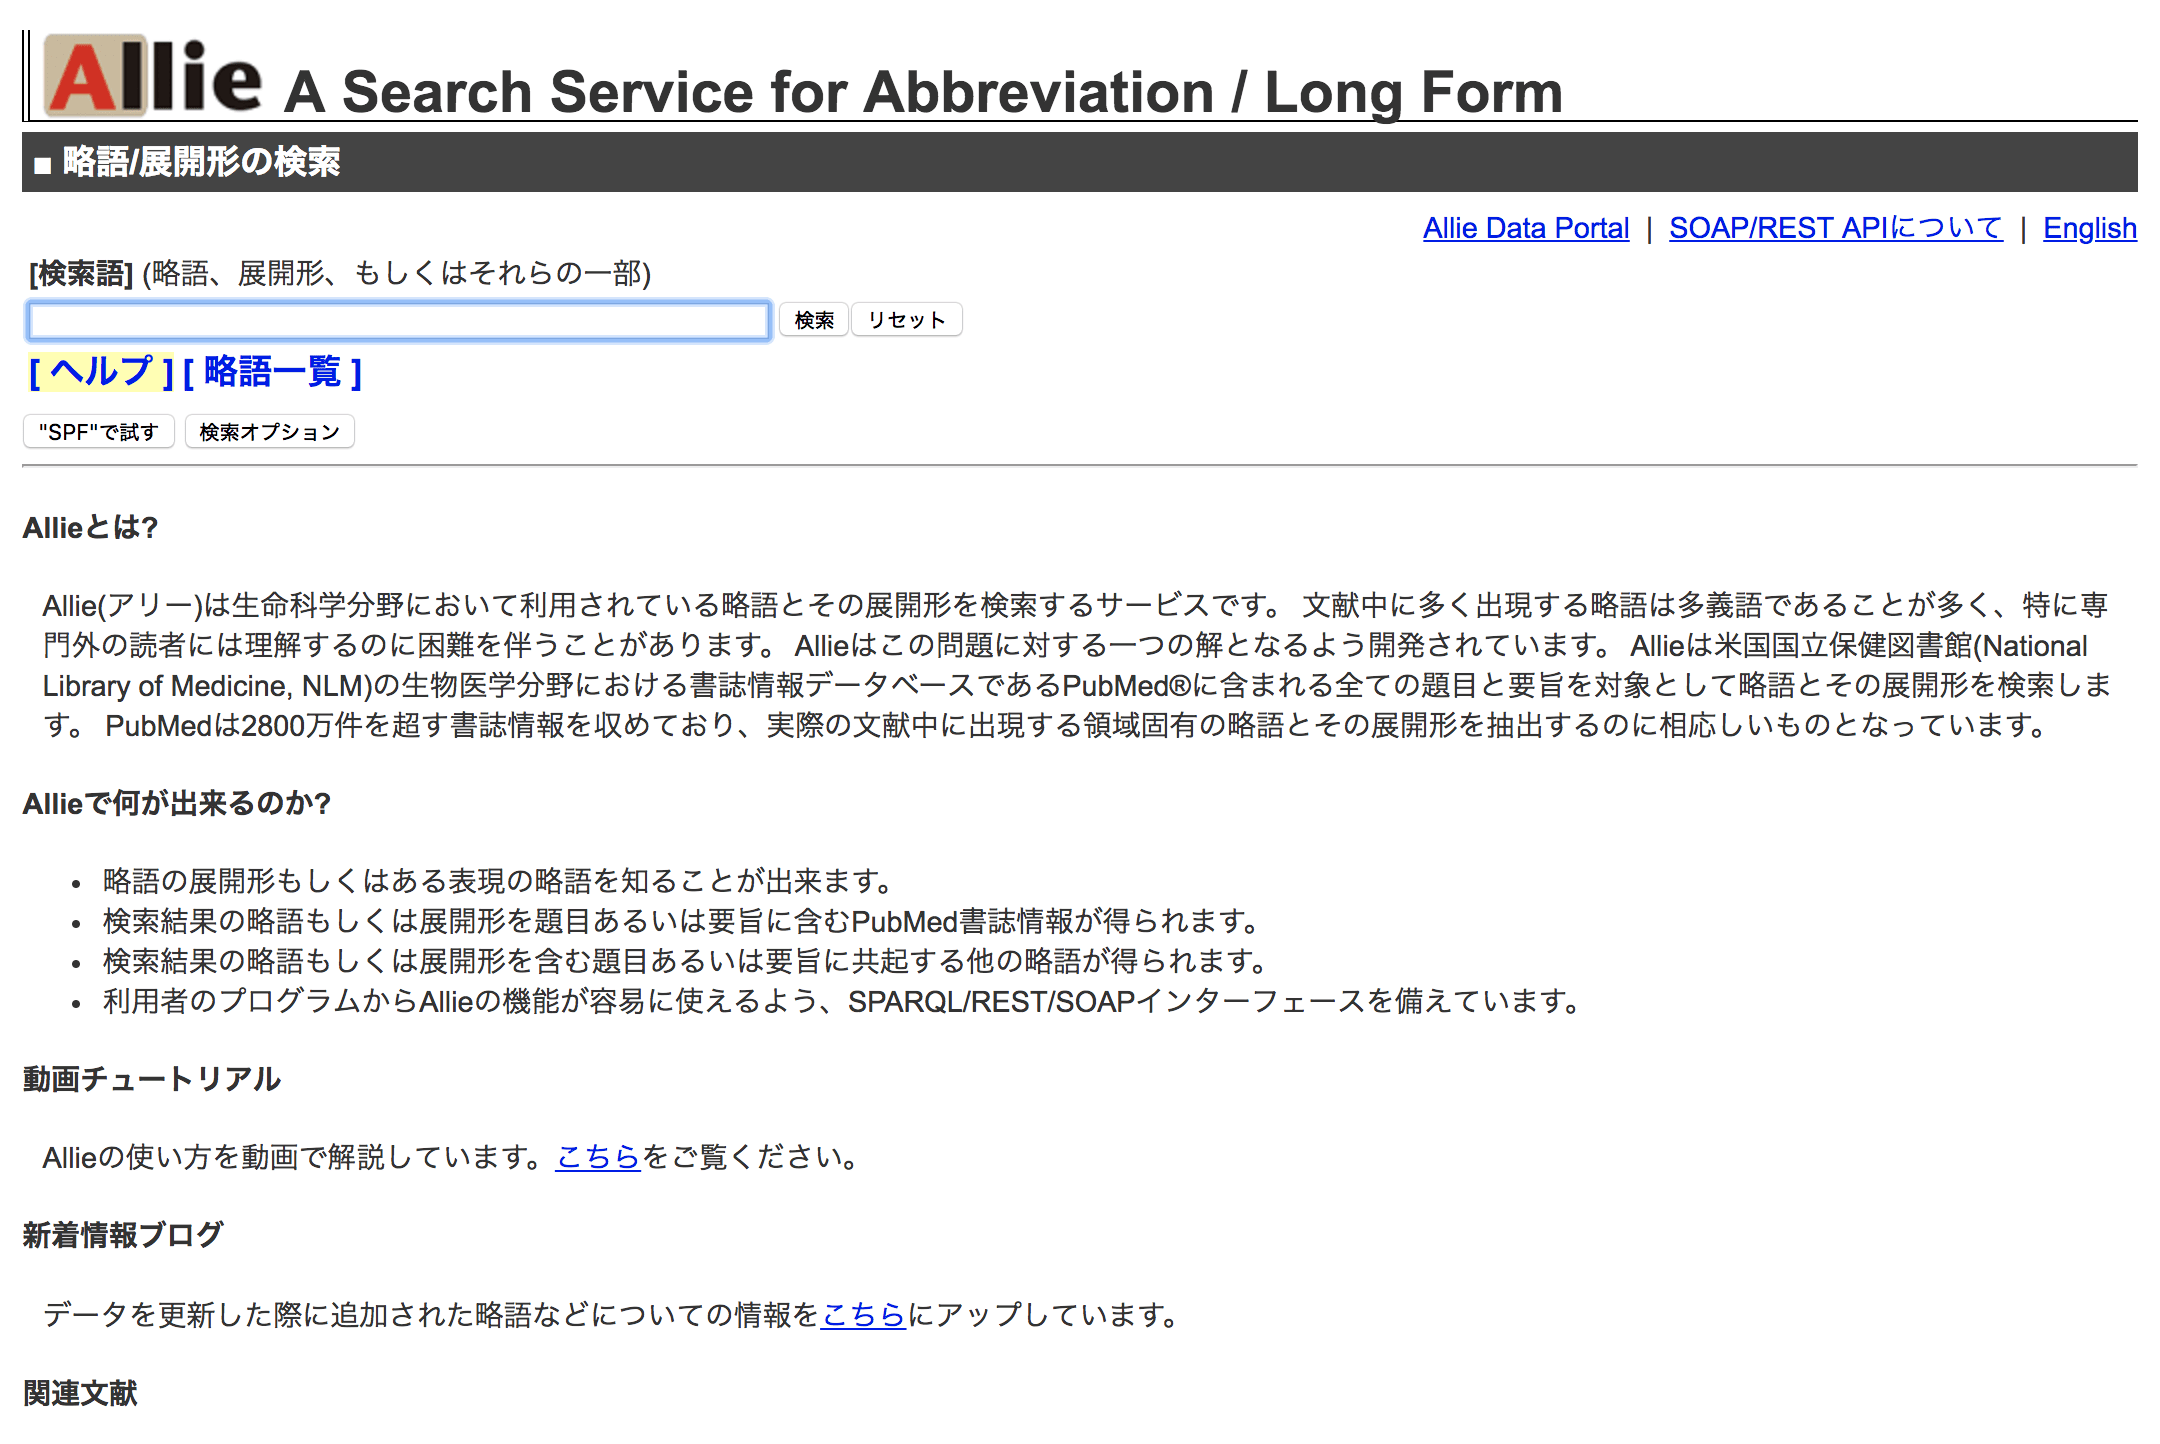 Allie A Search Service for Abbreviation / Long Form
■ 略語/展開形の検索
Allie Data Portal | SOAP/REST APIについて | English
[検索語] (略語、展開形、もしくはそれらの一部)
検索 リセット
[ ヘルプ ] [ 略語一覧 ]
"SPF"で試す 検索オプション
Allieとは?
Allie(アリー)は生命科学分野において利用されている略語とその展開形を検索するサービスです。 文献中に多く出現する略語は多義語であることが多く、特に専
門外の読者には理解するのに困難を伴うことがあります。 Allieはこの問題に対する一つの解となるよう開発されています。 Allieは米国国立保健図書館(National
Library of Medicine, NLM)の生物医学分野における書誌情報データベースであるPubMed®に含まれる全ての題目と要旨を対象として略語とその展開形を検索しま
す。 PubMedは2800万件を超す書誌情報を収めており、実際の文献中に出現する領域固有の略語とその展開形を抽出するのに相応しいものとなっています。
Allieで何が出来るのか?
• 略語の展開形もしくはある表現の略語を知ることが出来ます。
• 検索結果の略語もしくは展開形を題目あるいは要旨に含むPubMed書誌情報が得られます。
• 検索結果の略語もしくは展開形を含む題目あるいは要旨に共起する他の略語が得られます。
• 利用者のプログラムからAllieの機能が容易に使えるよう、SPARQL/REST/SOAPインターフェースを備えています。
動画チュートリアル
Allieの使い方を動画で解説しています。こちらをご覧ください。
新着情報ブログ
データを更新した際に追加された略語などについての情報をこちらにアップしています。
関連文献